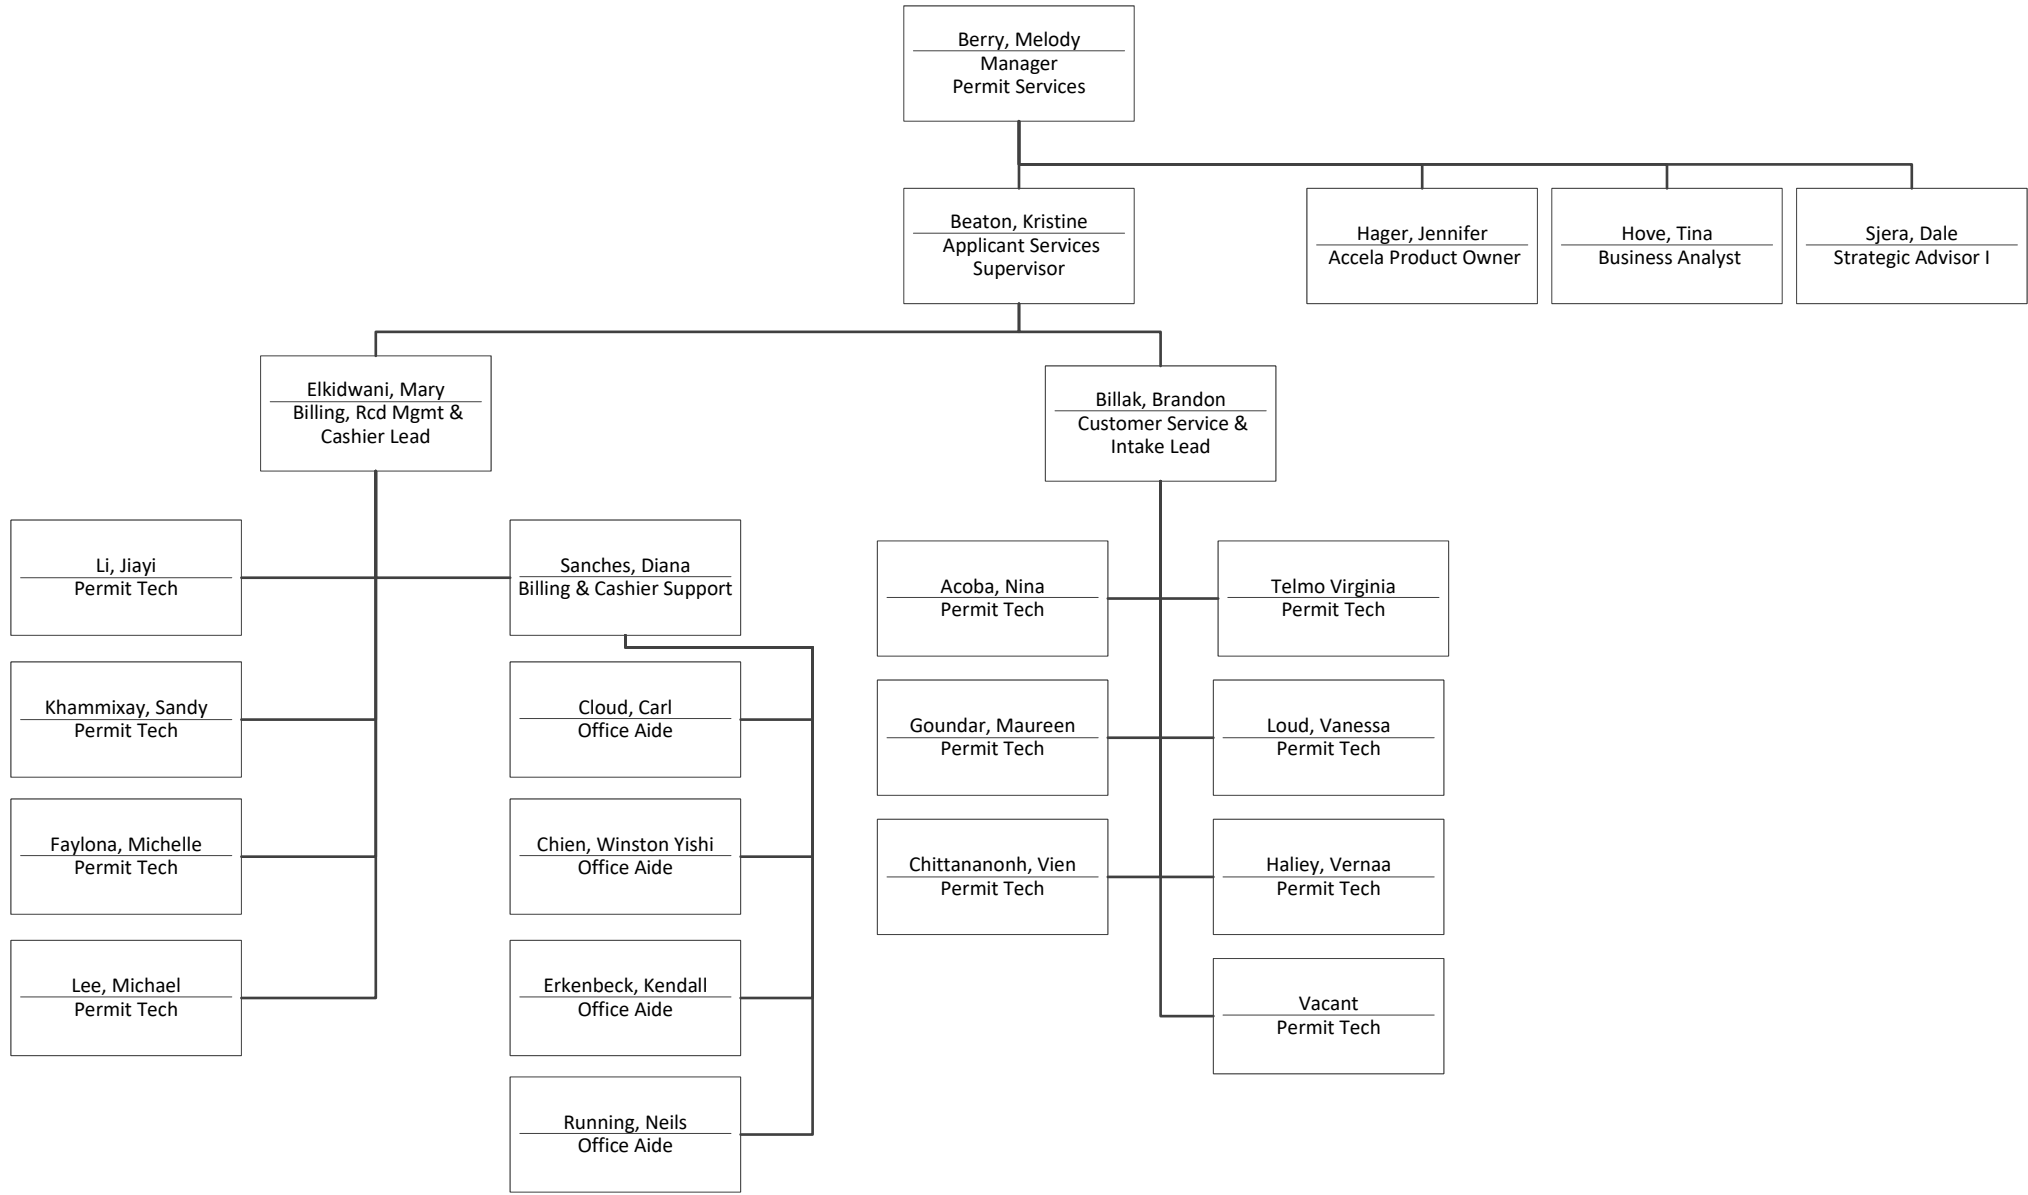 Berry, Melody
Manager
Permit Services
Beaton, Kristine
Applicant Services
Supervisor
Hager, Jennifer
Accela Product Owner
Hove, Tina
Business Analyst
Sjera, Dale
Strategic Advisor I
Elkidwani, Mary
Billing, Rcd Mgmt &
Cashier Lead
Billak, Brandon
Customer Service &
Intake Lead
Li, Jiayi
Permit Tech
Sanches, Diana
Billing & Cashier Support
Acoba, Nina
Permit Tech
Telmo Virginia
Permit Tech
Khammixay, Sandy
Permit Tech
Cloud, Carl
Office Aide
Goundar, Maureen
Permit Tech
Loud, Vanessa
Permit Tech
Faylona, Michelle
Permit Tech
Chien, Winston Yishi
Office Aide
Chittananonh, Vien
Permit Tech
Haliey, Vernaa
Permit Tech
Lee, Michael
Permit Tech
Erkenbeck, Kendall
Office Aide
Vacant
Permit Tech
Running, Neils
Office Aide